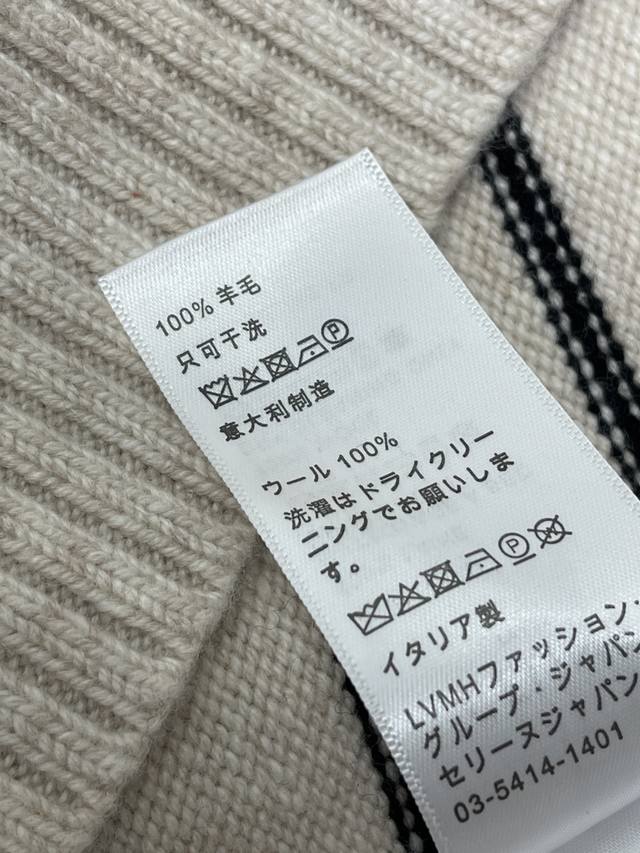 100% 羊毛
只可干洗
P
意大利制造
ウール 100%
洗濯はドライクリー
ニングでお願いしま
す。
P W
イタリア製
LVMHファッション・
グループ・ジャパン
セリーヌジャパン
03-5414-1401